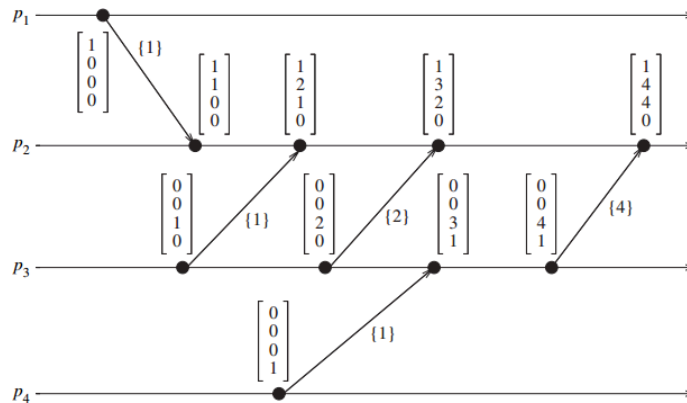 p₁
{1}
[1 0 0 0]
[1 1 0 0]
[1 2 1 0]
[1 3 2 0]
[1 4 4 0]
p₂
[0 0 1 0]
{1}
[0 0 2 0]
{2}
[0 0 3 1]
[0 0 4 1]
{4}
p₃
[0 0 0 1]
{1}
p₄